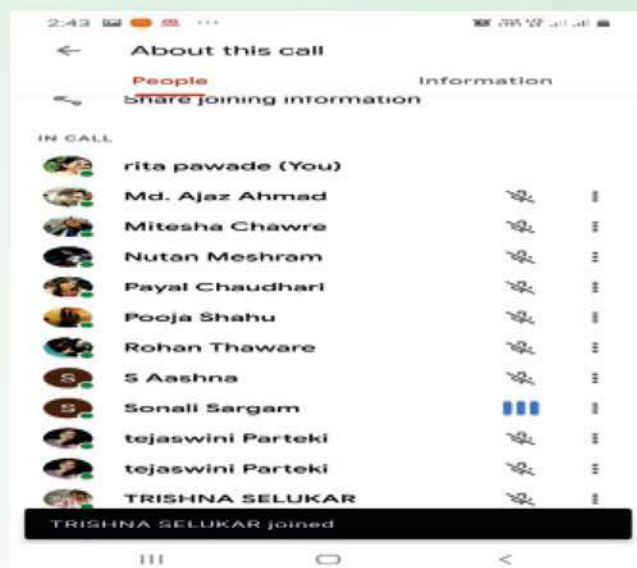 2:43
About this call
People Information
Share joining information
IN CALL
rita pawade (You)
Md. Ajaz Ahmad
Mitesha Chawre
Nutan Meshram
Payal Chaudhari
Pooja Shahu
Rohan Thaware
S Aashna
S
Sonali Sargam
S
tejaswini Parteki
tejaswini Parteki
TRISHNA SELUKAR
TRISHNA SELUKAR joined